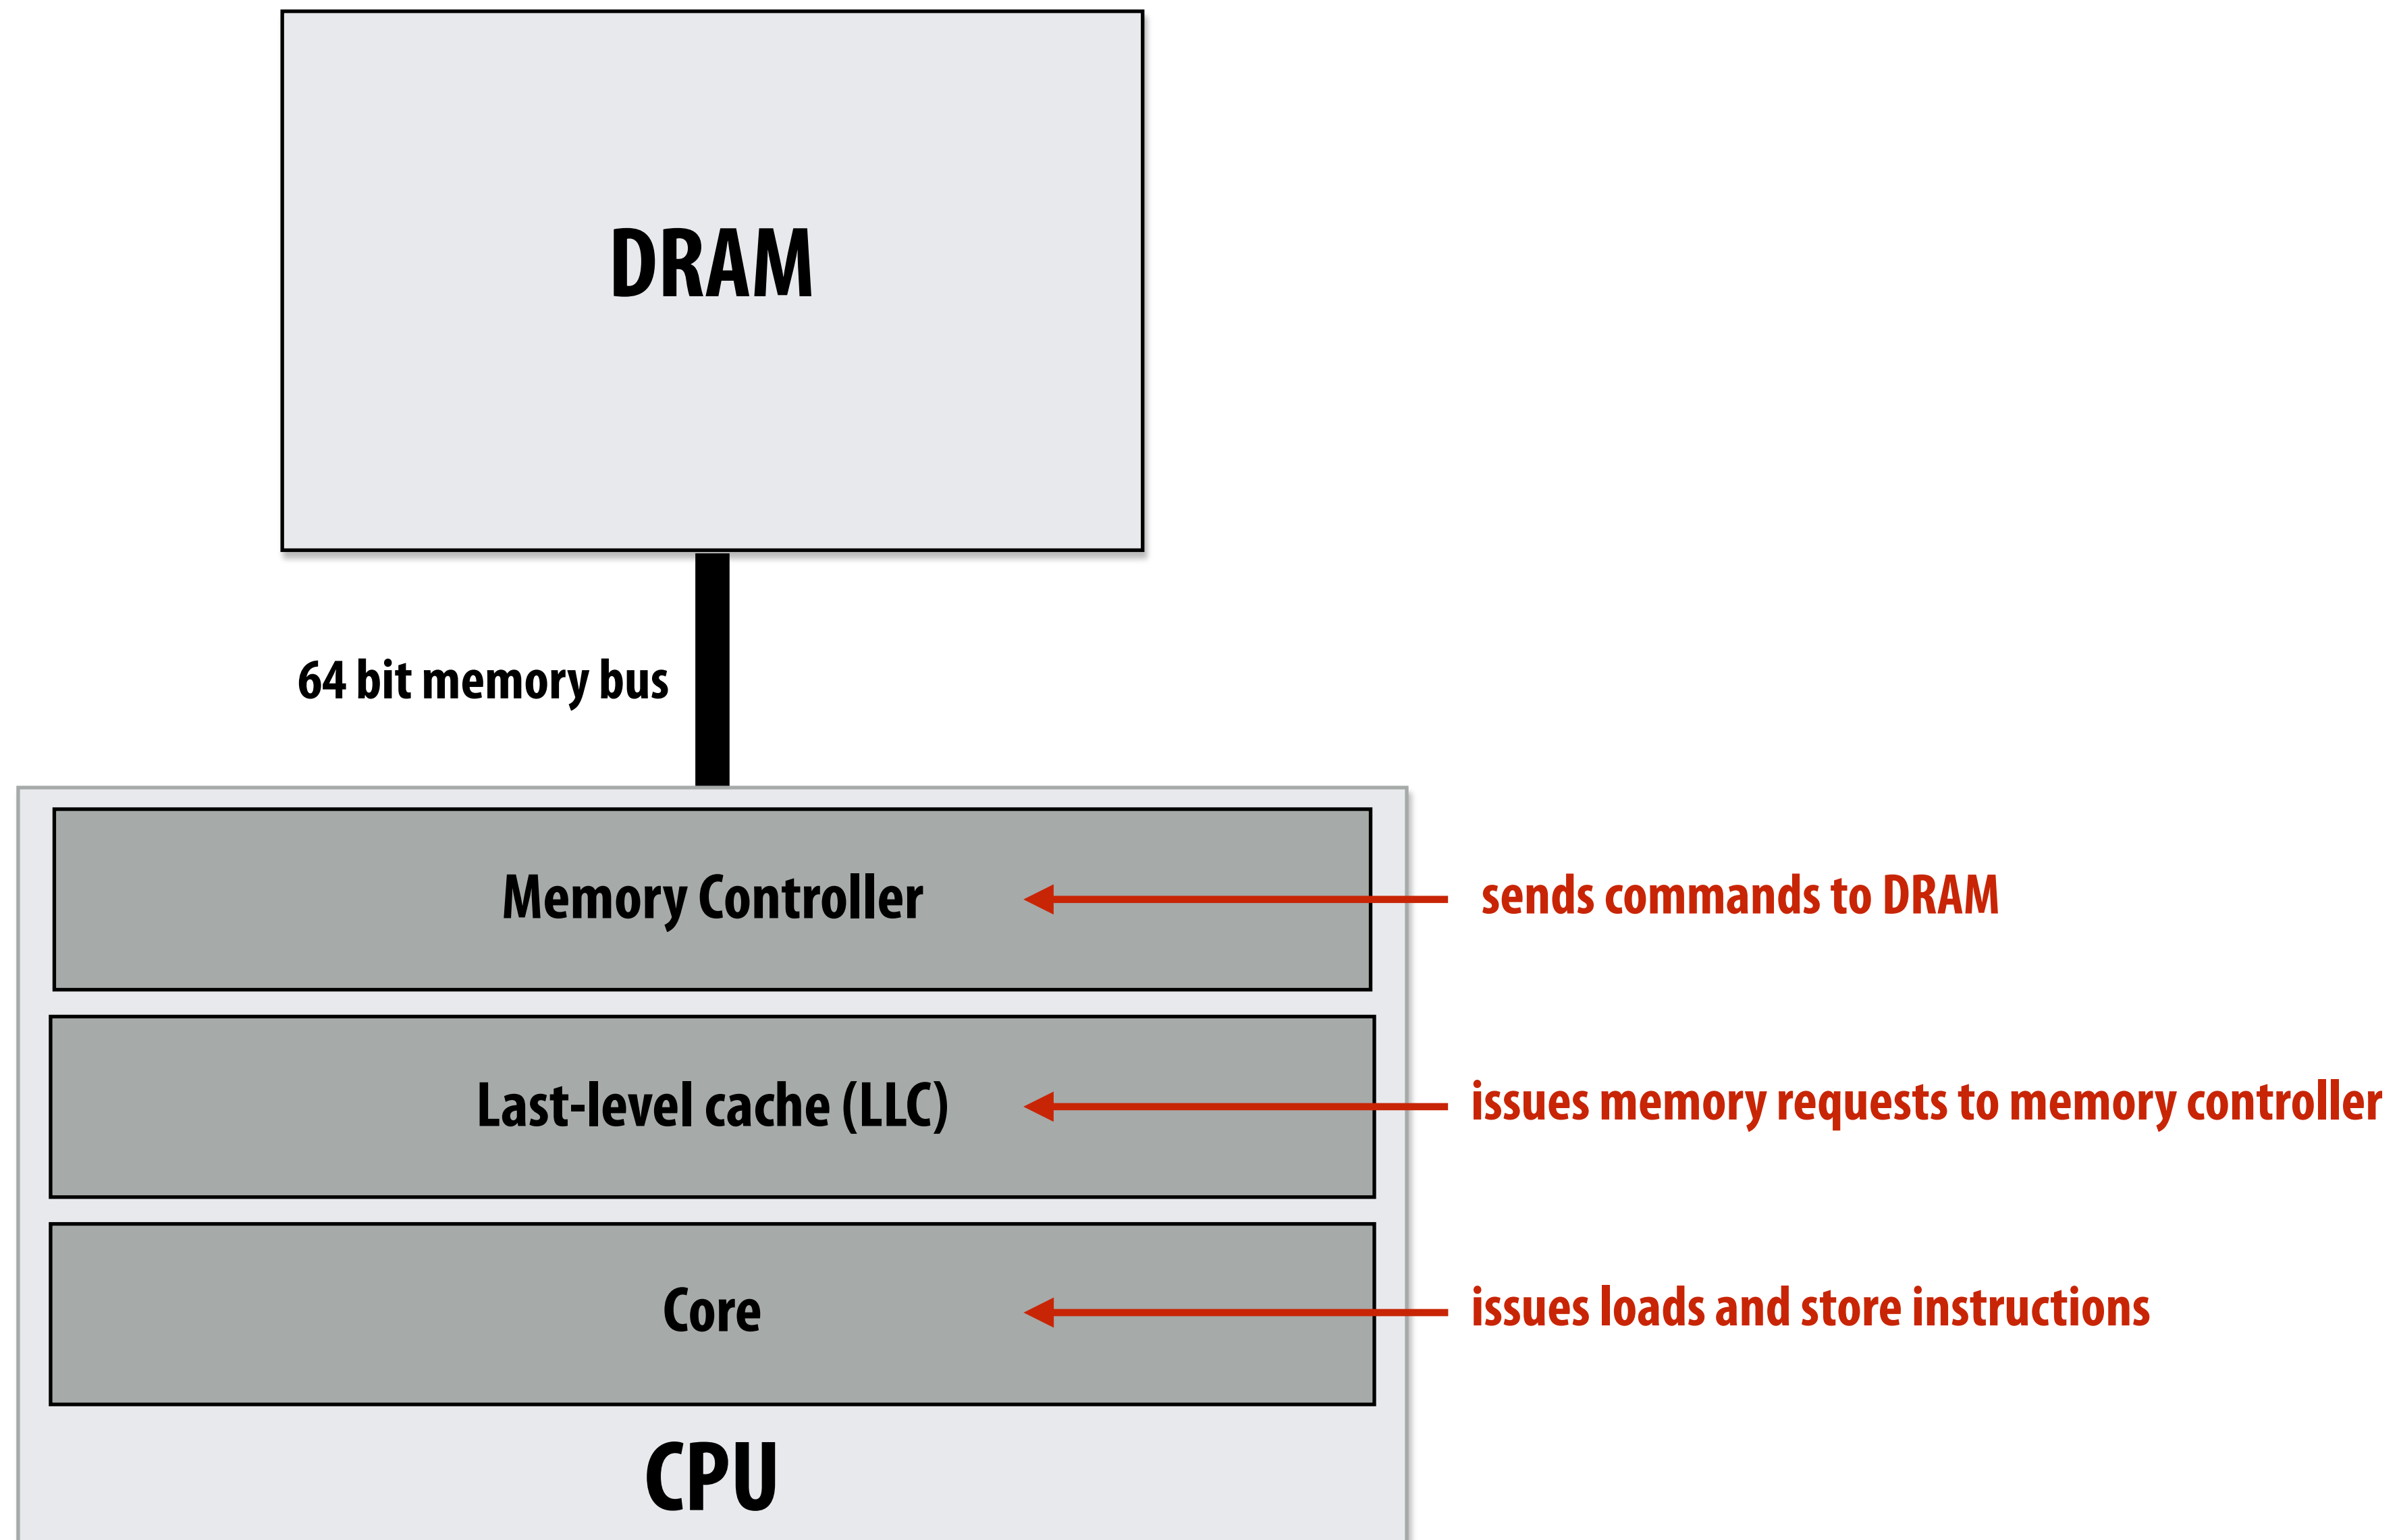 DRAM
64 bit memory bus
Memory Controller
sends commands to DRAM
Last-level cache (LLC)
issues memory requests to memory controller
Core
issues loads and store instructions
CPU